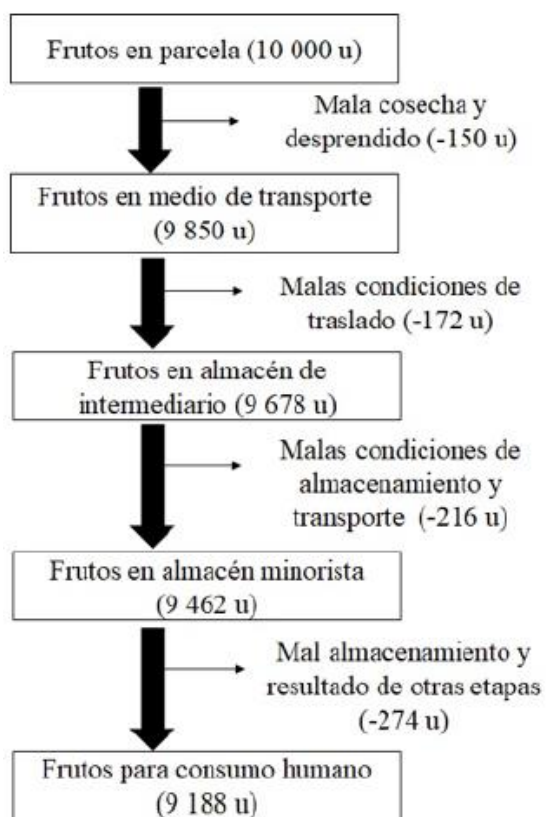 Frutos en parcela (10 000 u)
Mala cosecha y
desprendido (-150 u)
Frutos en medio de transporte
(9 850 u)
Malas condiciones de
traslado (-172 u)
Frutos en almacén de
intermediario (9 678 u)
Malas condiciones de
almacenamiento y
transporte (-216 u)
Frutos en almacén minorista
(9 462 u)
Mal almacenamiento y
resultado de otras etapas
(-274 u)
Frutos para consumo humano
(9 188 u)